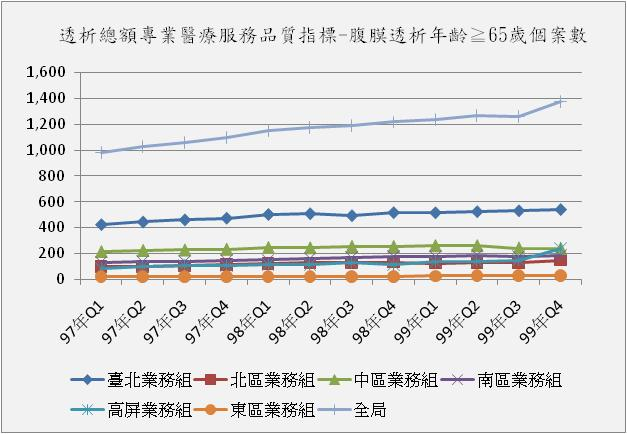 透析總額專業醫療服務品質指標-腹膜透析年齡≧65歲個案數
1,600
1,400
1,200
1,000
800
600
400
200
0
97年Q1
97年Q2
97年Q3
97年Q4
98年Q1
98年Q2
98年Q3
98年Q4
99年Q1
99年Q2
99年Q3
99年Q4
臺北業務組
北區業務組
中區業務組
南區業務組
高屏業務組
東區業務組
全局